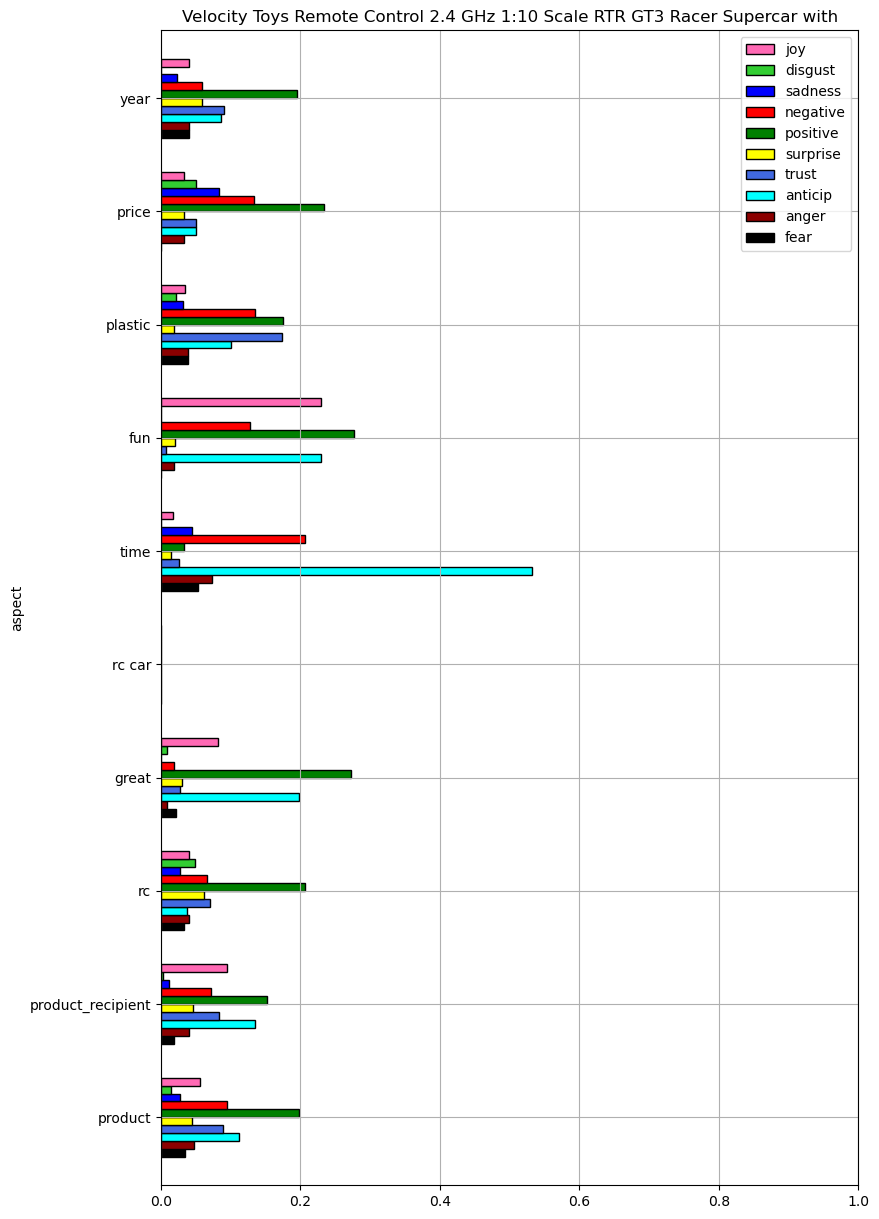 Velocity Toys Remote Control 2.4 GHz 1:10 Scale RTR GT3 Racer Supercar with
joy
disgust
sadness
negative
positive
surprise
trust
anticip
anger
fear
year
price
plastic
fun
time
rc car
great
rc
product_recipient
product
aspect
0.0 0.2 0.4 0.6 0.8 1.0